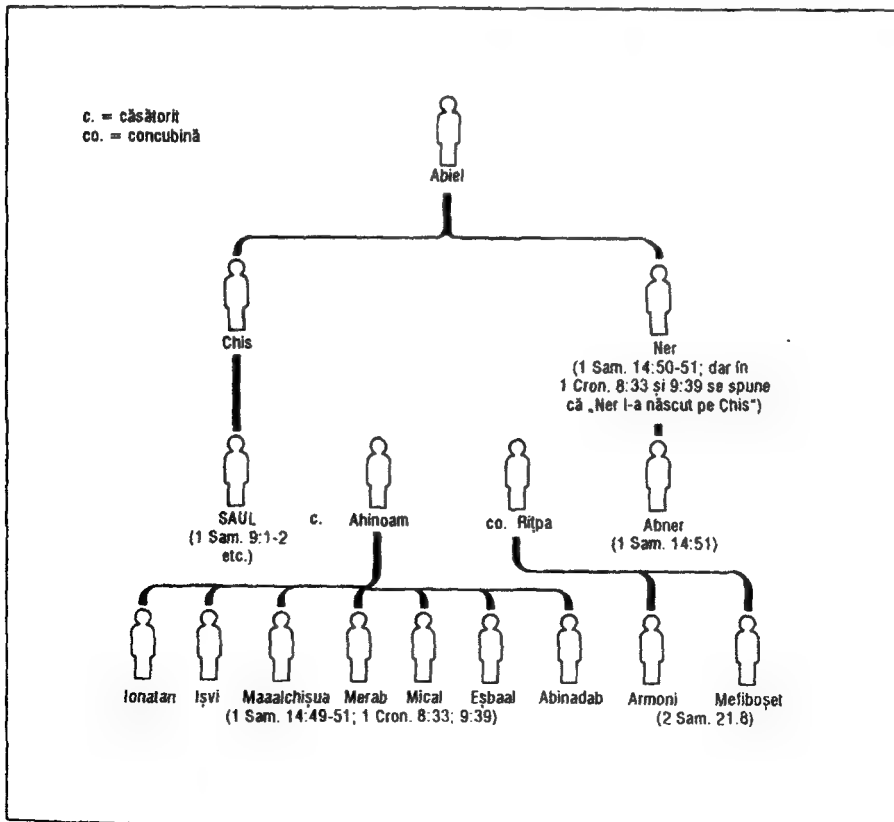 c. = căsătorit
co. = concubină
Abiel
Chis
Ner
(1 Sam. 14:50-51; dar în
1 Cron. 8:33 și 9:39 se spune
că „Ner l-a născut pe Chis")
SAUL
(1 Sam. 9:1-2
etc.)
c.
Ahinoam
co. Rițpa
Abner
(1 Sam. 14:51)
Ionatan Ișvi Maaalchișua Merab Mical Eșbaal Abinadab Armoni Mefiboșet
(1 Sam. 14:49-51; 1 Cron. 8:33; 9:39)
(2 Sam. 21.8)